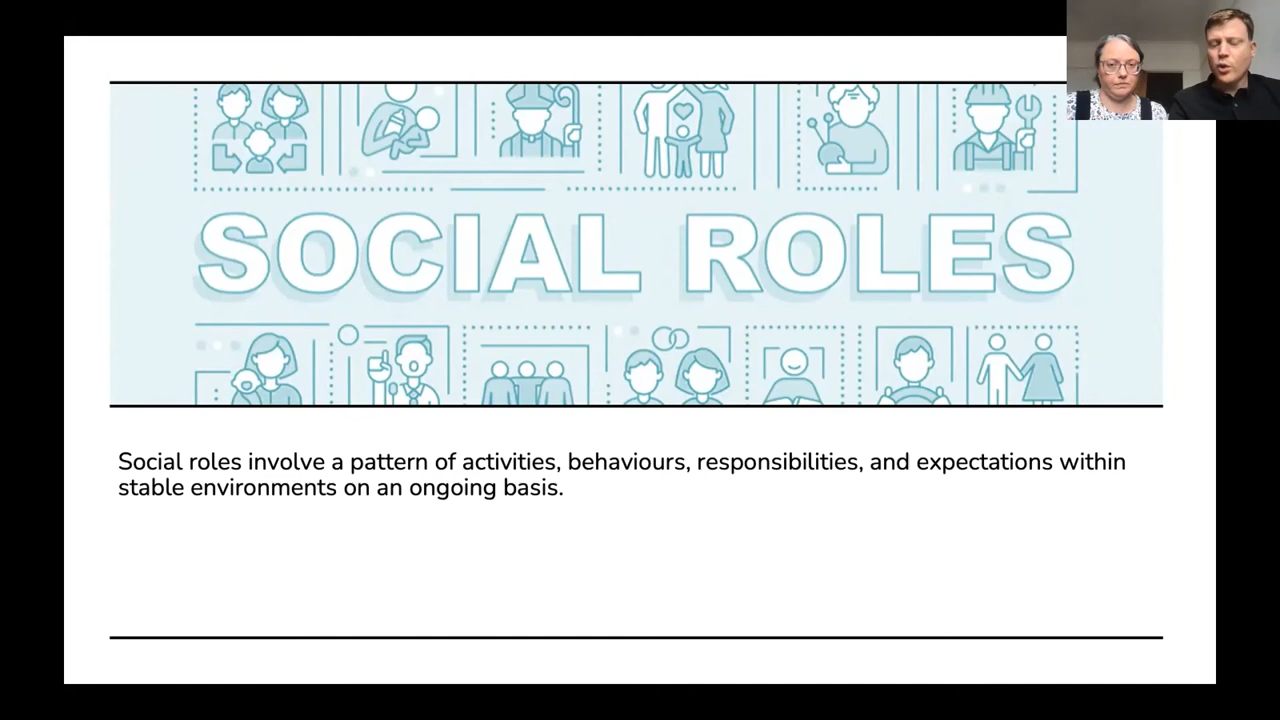 SOCIAL ROLES
Social roles involve a pattern of activities, behaviours, responsibilities, and expectations within
stable environments on an ongoing basis.